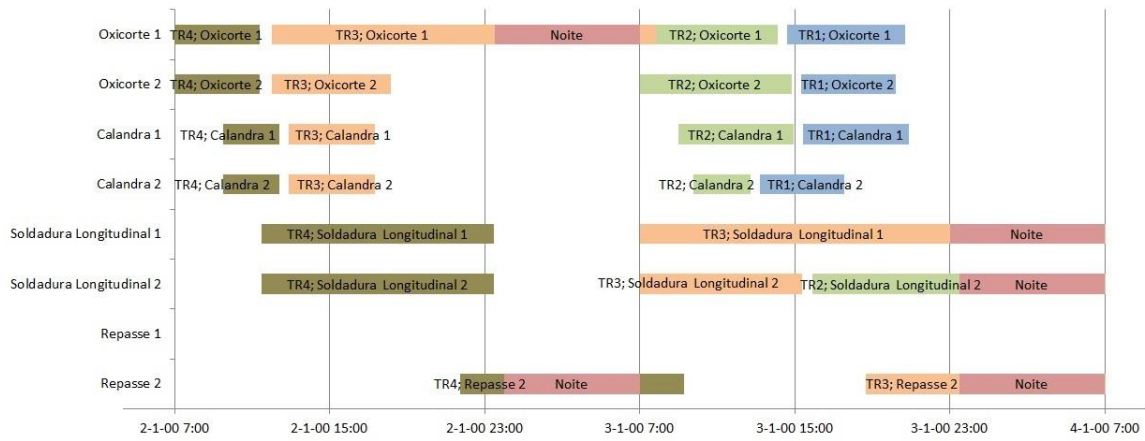 Oxicorte 1
TR4; Oxicorte 1
TR3; Oxicorte 1
Noite
TR2; Oxicorte 1
TR1; Oxicorte 1
Oxicorte 2
TR4; Oxicorte 2
TR3; Oxicorte 2
TR2; Oxicorte 2
TR1; Oxicorte 2
Calandra 1
TR4; Calandra 1
TR3; Calandra 1
TR2; Calandra 1
TR1; Calandra 1
Calandra 2
TR4; Calandra 2
TR3; Calandra 2
TR2; Calandra 2
TR1; Calandra 2
Soldadura Longitudinal 1
TR4; Soldadura Longitudinal 1
TR3; Soldadura Longitudinal 1
Noite
Soldadura Longitudinal 2
TR4; Soldadura Longitudinal 2
TR3; Soldadura Longitudinal 2
TR2; Soldadura Longitudinal 2
Noite
Repasse 1
Repasse 2
TR4; Repasse 2
Noite
TR3; Repasse 2
Noite
2-1-00 7:00
2-1-00 15:00
2-1-00 23:00
3-1-00 7:00
3-1-00 15:00
3-1-00 23:00
4-1-00 7:00